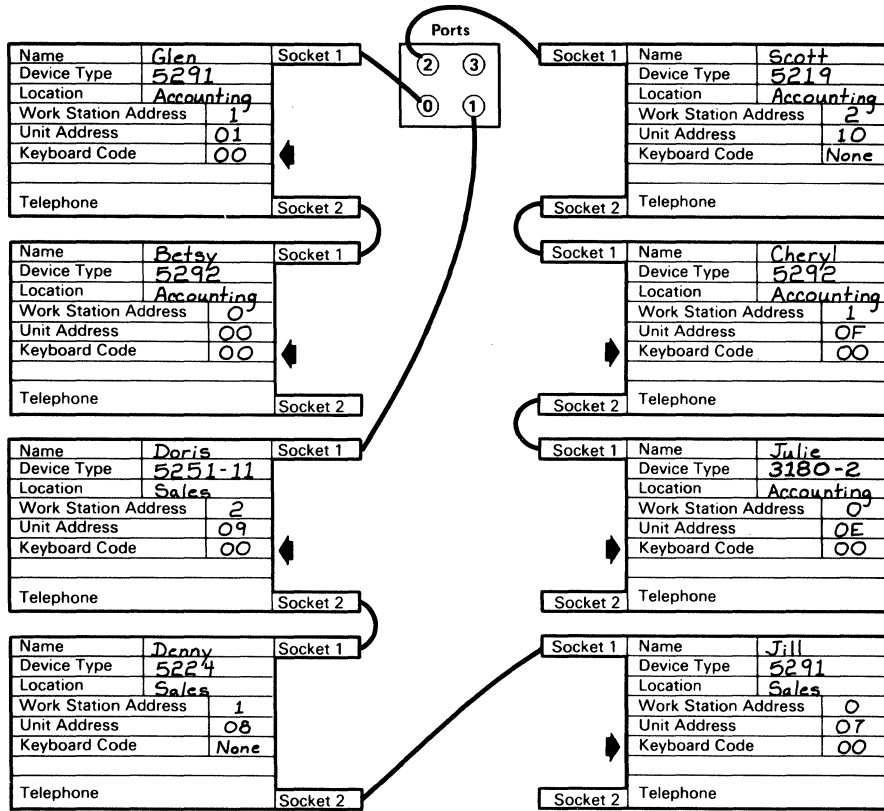 Ports
2 3
0 1
Name Glen Socket 1
Device Type 5291
Location Accounting
Work Station Address 1
Unit Address 01
Keyboard Code 00
Telephone Socket 2
Name Betsy Socket 1
Device Type 5292
Location Accounting
Work Station Address 0
Unit Address 00
Keyboard Code 00
Telephone Socket 2
Name Doris Socket 1
Device Type 5251-11
Location Sales
Work Station Address 2
Unit Address 09
Keyboard Code 00
Telephone Socket 2
Name Denny Socket 1
Device Type 5224
Location Sales
Work Station Address 1
Unit Address 08
Keyboard Code None
Telephone Socket 2
Socket 1 Name Scott
Device Type 5219
Location Accounting
Work Station Address 2
Unit Address 10
Keyboard Code None
Socket 2 Telephone
Socket 1 Name Cheryl
Device Type 5292
Location Accounting
Work Station Address 1
Unit Address 0F
Keyboard Code 00
Socket 2 Telephone
Socket 1 Name Julie
Device Type 3180-2
Location Accounting
Work Station Address 0
Unit Address 0E
Keyboard Code 00
Socket 2 Telephone
Socket 1 Name Jill
Device Type 5291
Location Sales
Work Station Address 0
Unit Address 07
Keyboard Code 00
Socket 2 Telephone